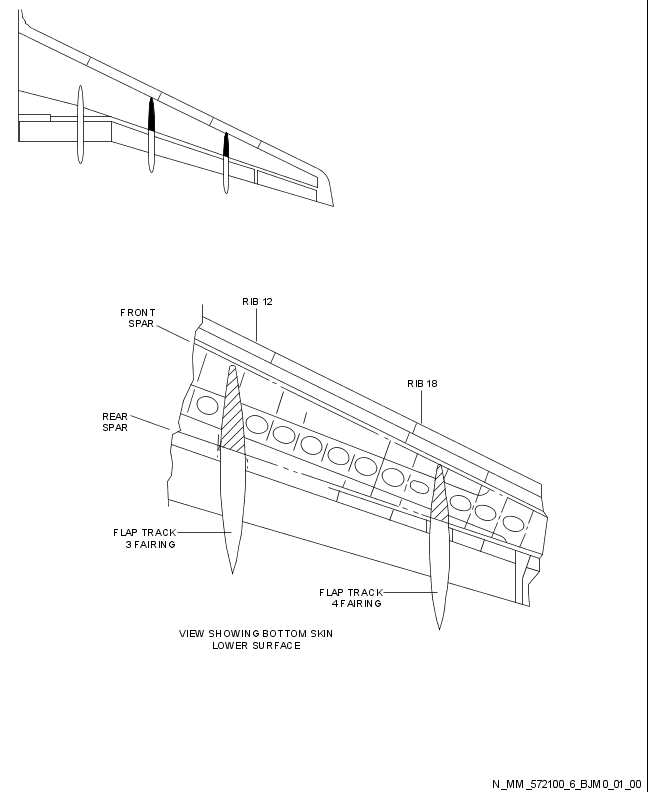 RIB 12
FRONT
SPAR
RIB 18
REAR
SPAR
FLAP TRACK
3 FAIRING
FLAP TRACK
4 FAIRING
VIEW SHOWING BOTTOM SKIN
LOWER SURFACE
N_MM_572100_6_BJM0_01_00